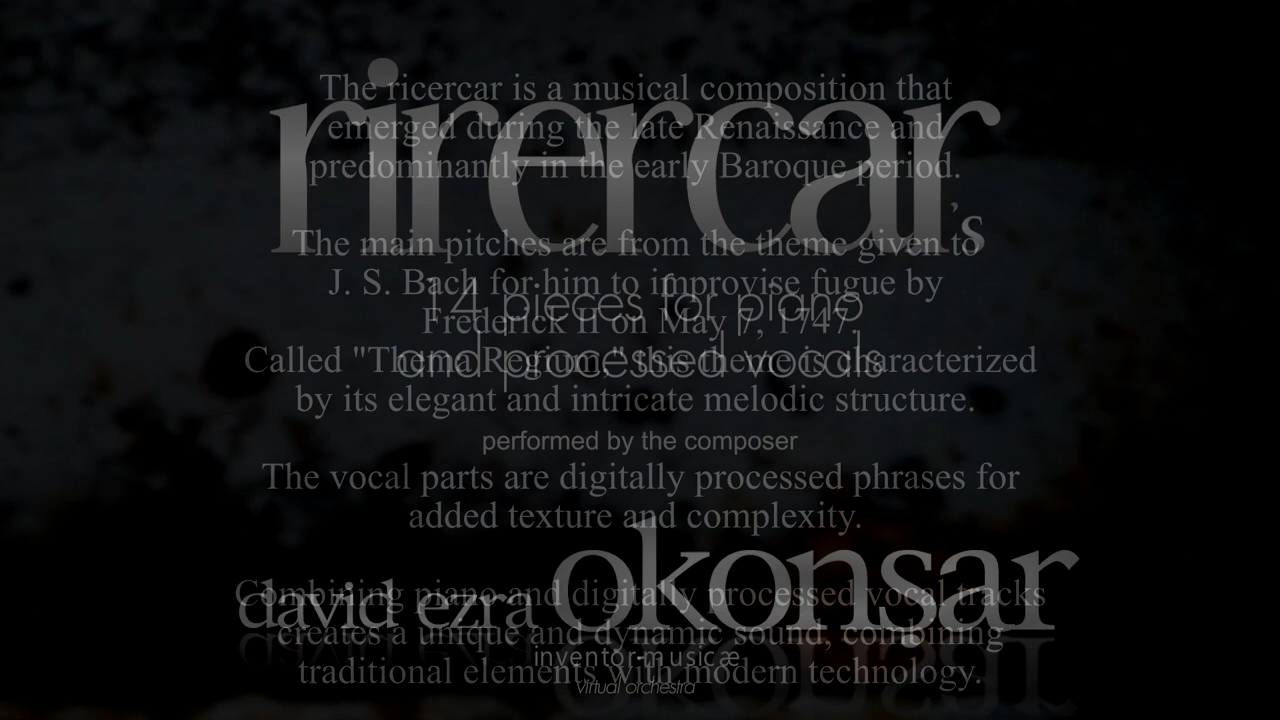 The ricercar is a musical composition that
emerged during the late Renaissance and
predominantly in the early Baroque period.
rirercar's
The main pitches are from the theme given to
J. S. Bach for him to improvise fugue by
Frederick II on May 7, 1747.
Called "Thema Regium," this theme is characterized
by its elegant and intricate melodic structure.
14 pieces for piano
and processed vocals
performed by the composer
The vocal parts are digitally processed phrases for
added texture and complexity.
david ezra okonsar
Combining piano and digitally processed vocal tracks
creates a unique and dynamic sound, combining
traditional elements with modern technology.
inventor-musicæ
Virtual orchestra